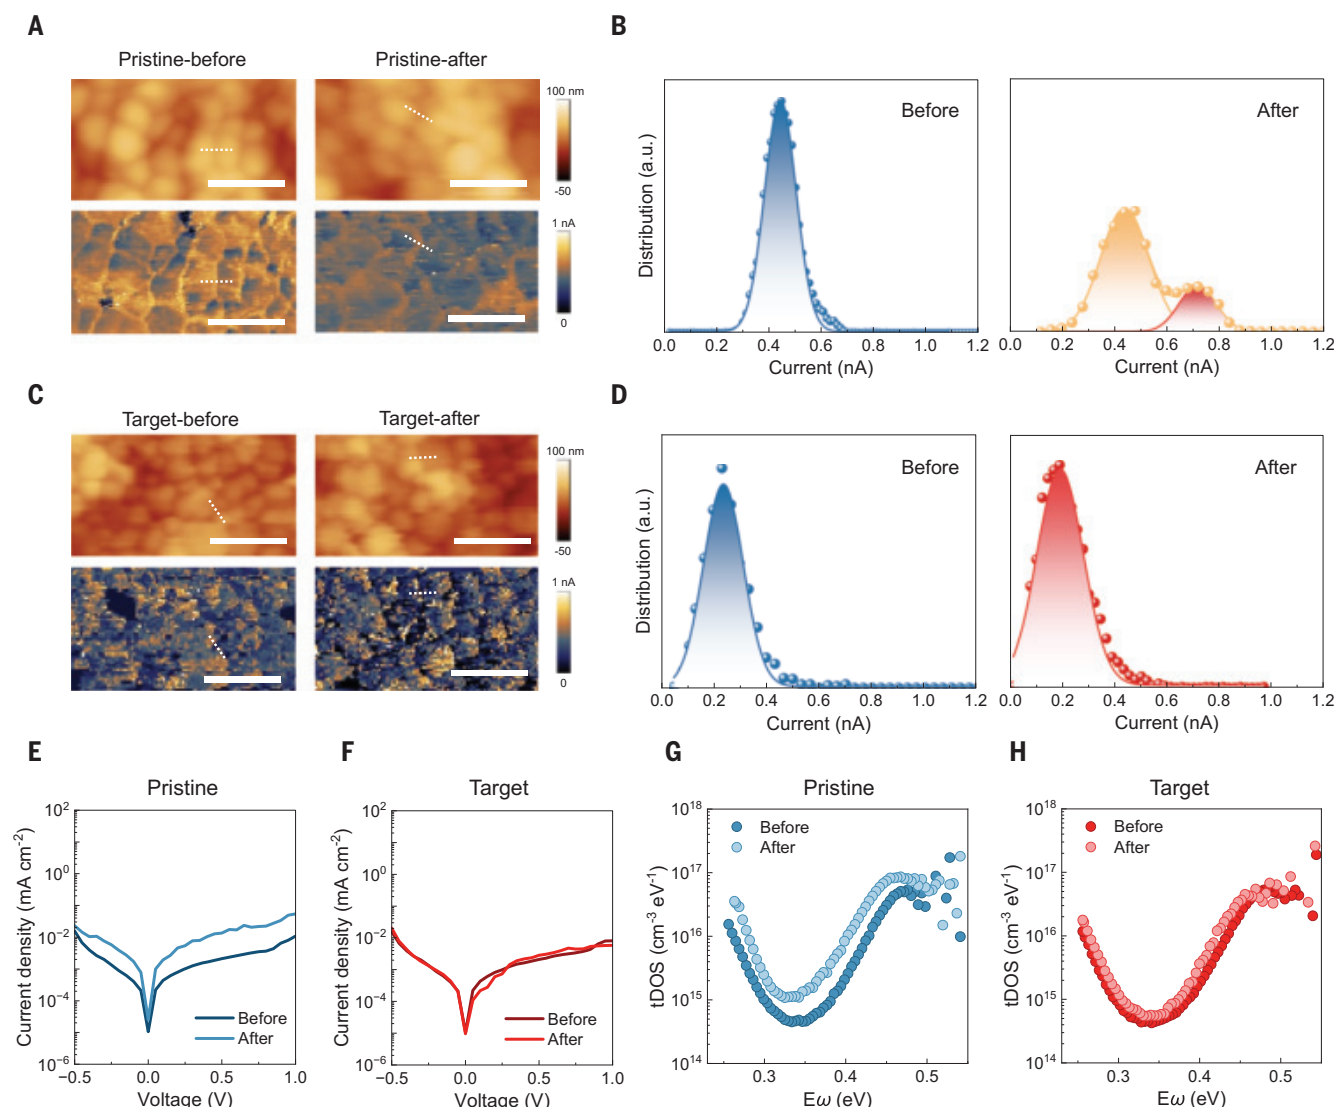 A
Pristine-before
Pristine-after
100 nm
-50
1 nA
0
B
Before
After
Distribution (a.u.)
0.0 0.2 0.4 0.6 0.8 1.0 1.2
Current (nA)
0.0 0.2 0.4 0.6 0.8 1.0 1.2
Current (nA)
C
Target-before
Target-after
100 nm
-50
1 nA
0
D
Before
After
Distribution (a.u.)
0.0 0.2 0.4 0.6 0.8 1.0 1.2
Current (nA)
0.0 0.2 0.4 0.6 0.8 1.0 1.2
Current (nA)
E
Pristine
Current density (mA cm⁻²)
10²
10⁰
10⁻²
10⁻⁴
10⁻⁶
Before
After
−0.5 0.0 0.5 1.0
Voltage (V)
F
Target
Current density (mA cm⁻²)
10²
10⁰
10⁻²
10⁻⁴
10⁻⁶
Before
After
−0.5 0.0 0.5 1.0
Voltage (V)
G
Pristine
tDOS (cm⁻³ eV⁻¹)
10¹⁸
10¹⁷
10¹⁶
10¹⁵
10¹⁴
Before
After
0.3 0.4 0.5
Eω (eV)
H
Target
tDOS (cm⁻³ eV⁻¹)
10¹⁸
10¹⁷
10¹⁶
10¹⁵
10¹⁴
Before
After
0.3 0.4 0.5
Eω (eV)